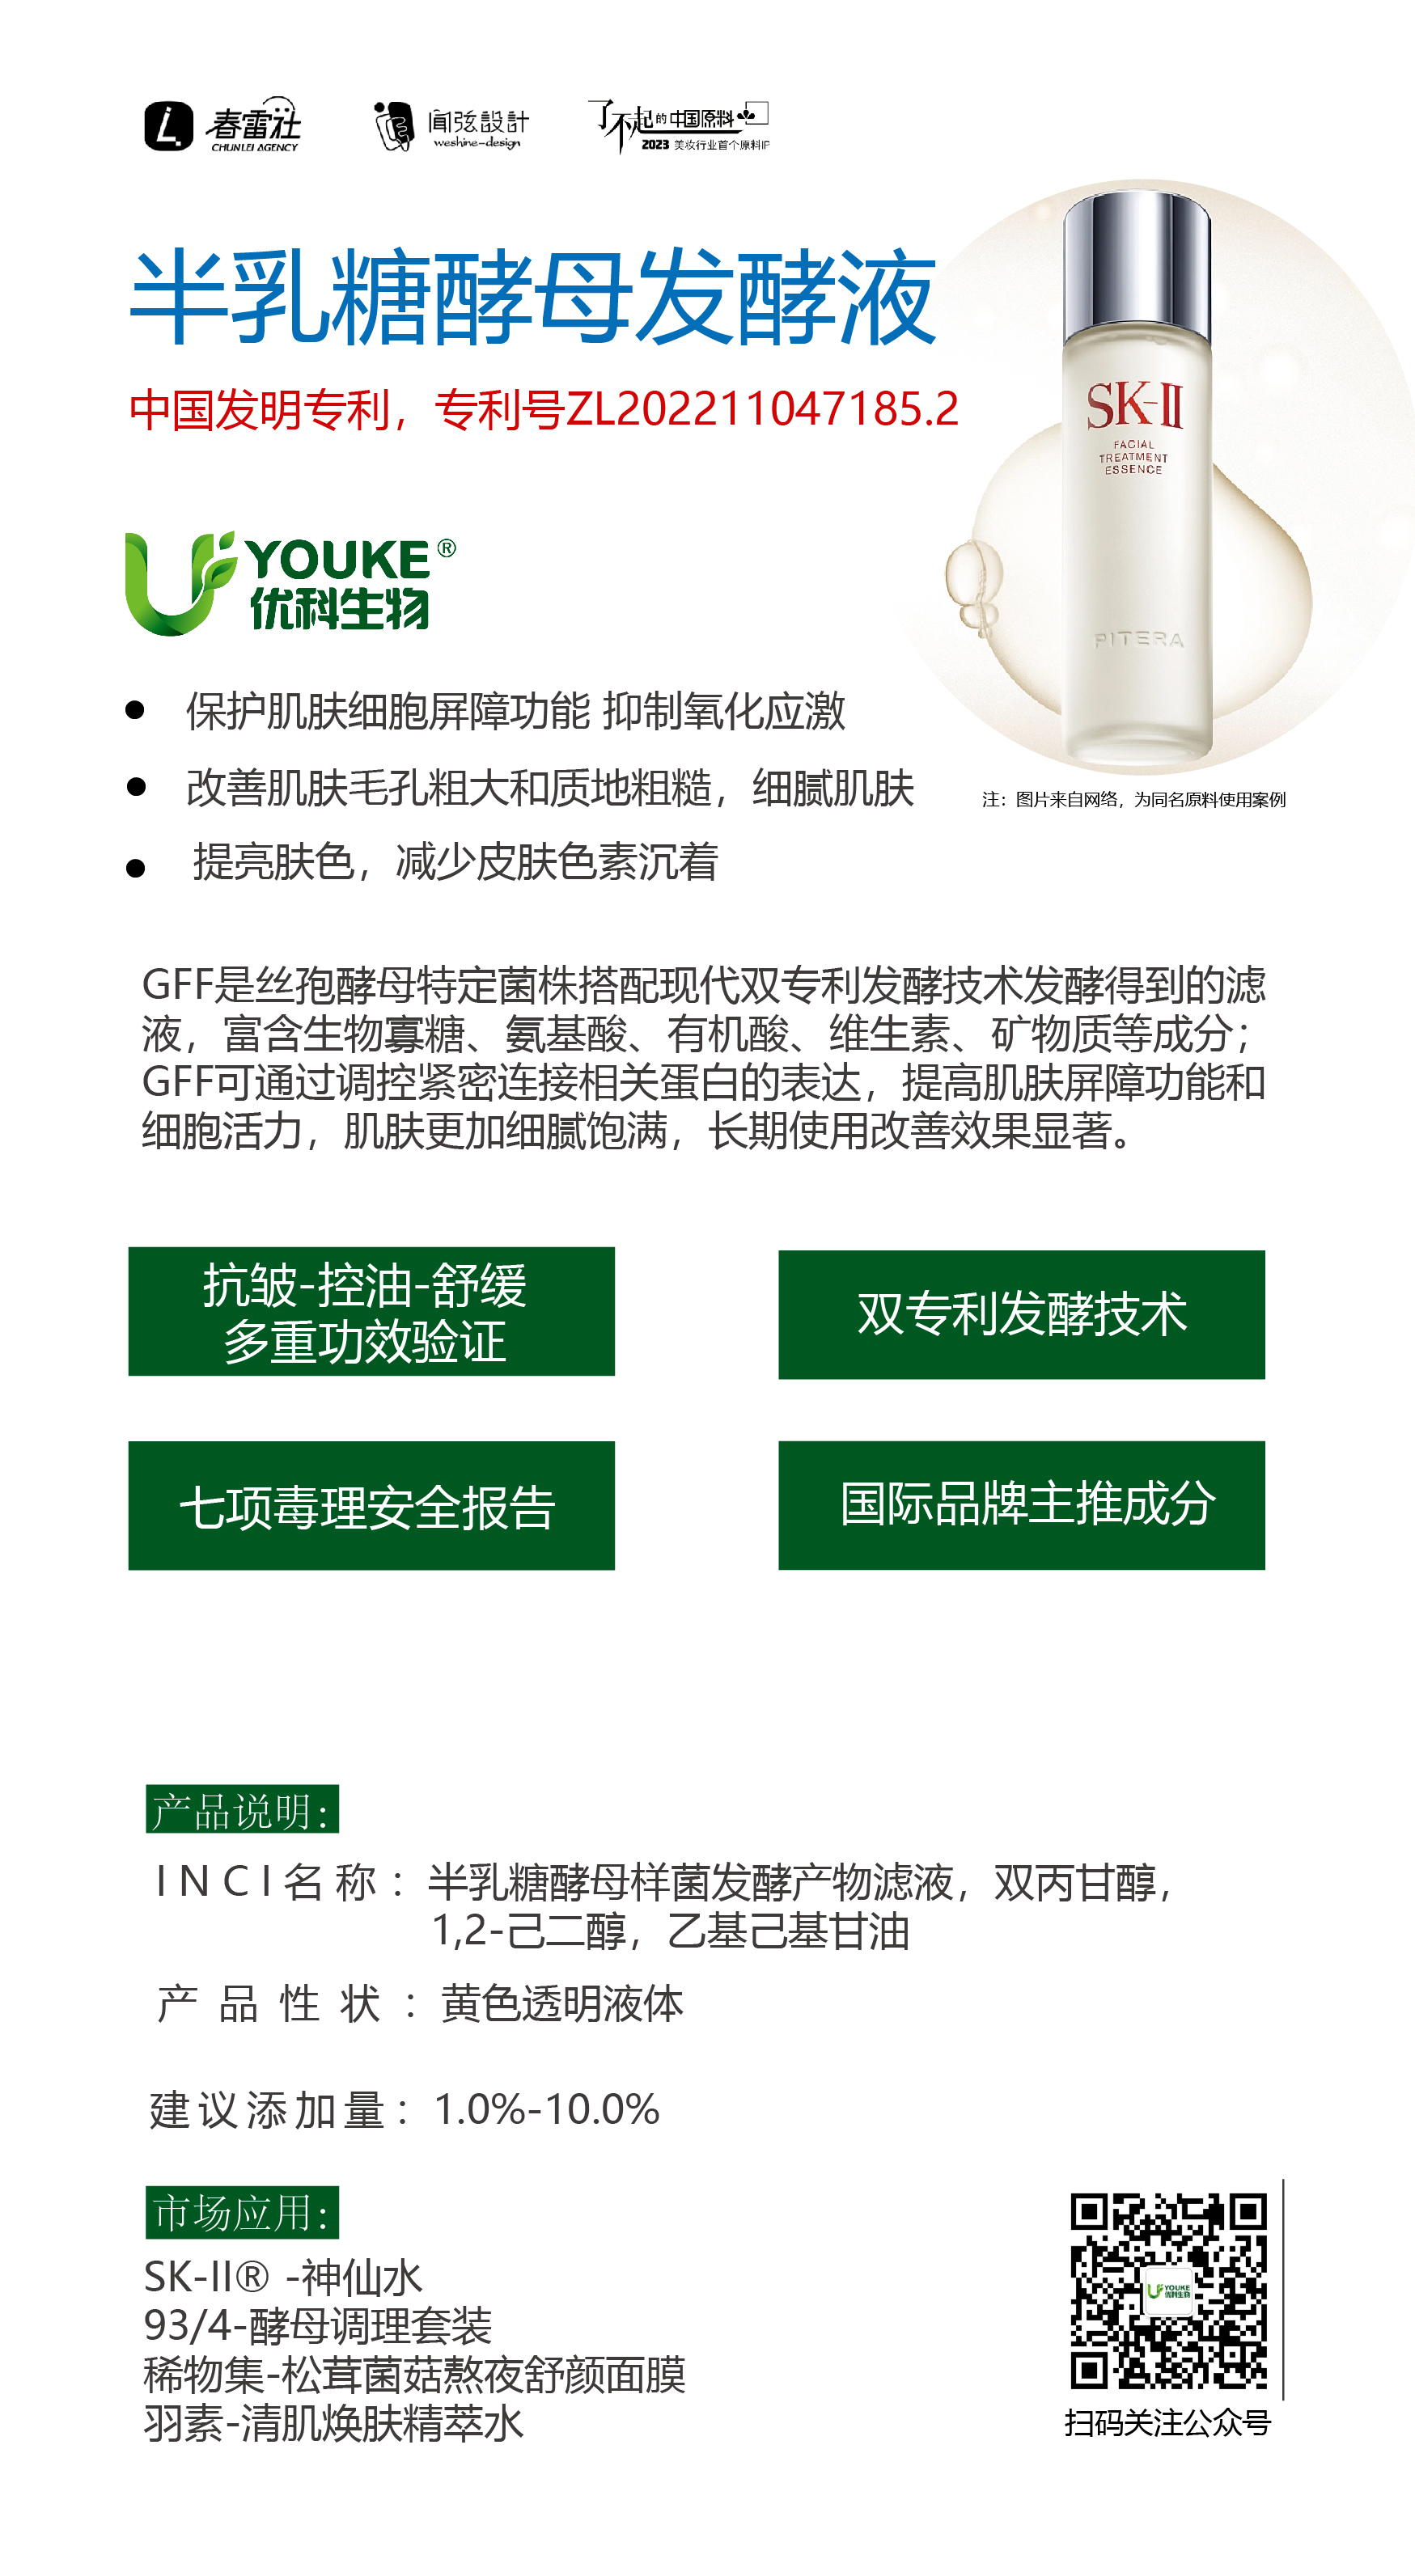 春雷社
CHUNLEI AGENCY
闻弦設計
weshine-design
了不起的中国原料
2023 美妆行业首个原料IP
半乳糖酵母发酵液
中国发明专利，专利号ZL202211047185.2
SK-II
FACIAL
TREATMENT
ESSENCE
PITERA
YOUKE®
优科生物
保护肌肤细胞屏障功能 抑制氧化应激
改善肌肤毛孔粗大和质地粗糙，细腻肌肤
注：图片来自网络，为同名原料使用案例
提亮肤色，减少皮肤色素沉着
GFF是丝孢酵母特定菌株搭配现代双专利发酵技术发酵得到的滤
液，富含生物寡糖、氨基酸、有机酸、维生素、矿物质等成分；
GFF可通过调控紧密连接相关蛋白的表达，提高肌肤屏障功能和
细胞活力，肌肤更加细腻饱满，长期使用改善效果显著。
抗皱-控油-舒缓
多重功效验证
双专利发酵技术
七项毒理安全报告
国际品牌主推成分
产品说明：
INCI名称：半乳糖酵母样菌发酵产物滤液，双丙甘醇，
1,2-己二醇，乙基己基甘油
产品性状：黄色透明液体
建议添加量：1.0%-10.0%
市场应用：
SK-II® -神仙水
93/4-酵母调理套装
稀物集-松茸菌菇熬夜舒颜面膜
羽素-清肌焕肤精萃水
YOUKE
优科生物
扫码关注公众号